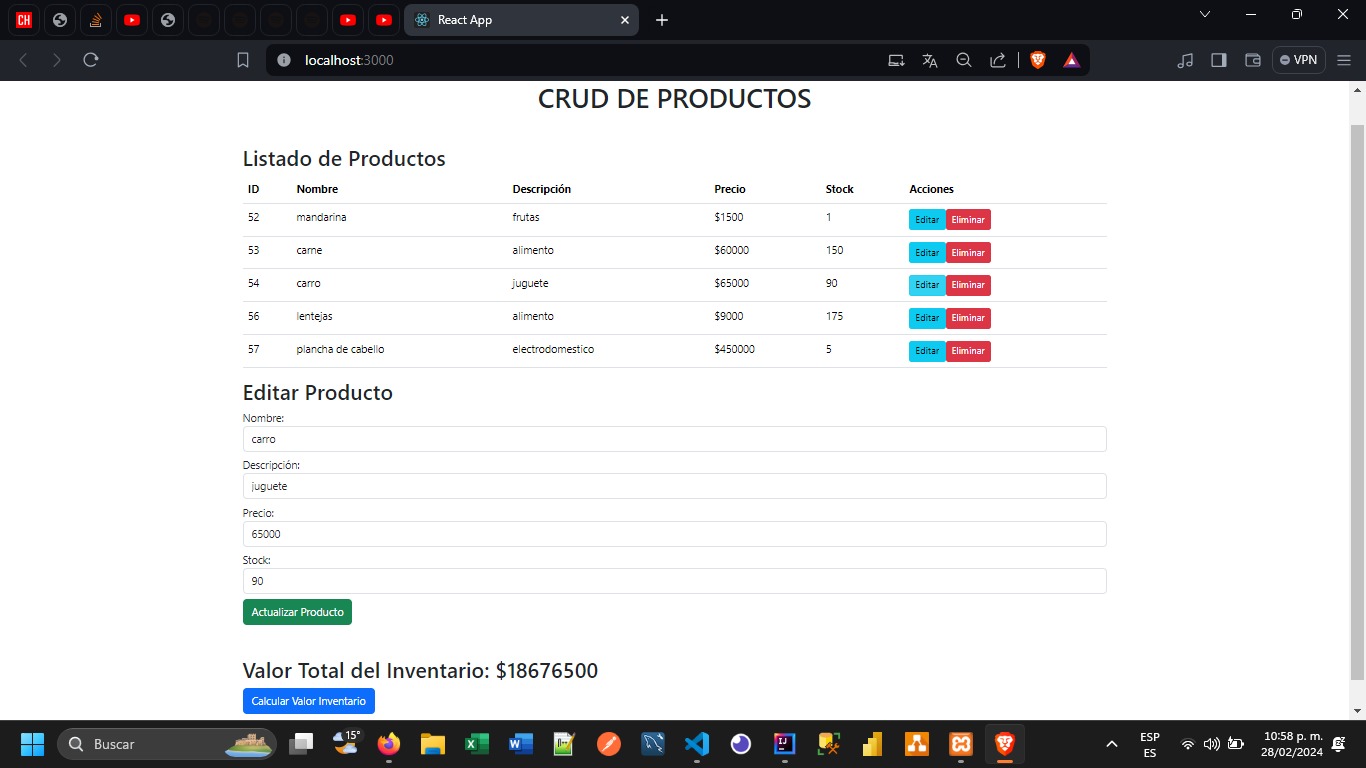 CH
React App
localhost:3000
VPN
CRUD DE PRODUCTOS
Listado de Productos
ID Nombre Descripción Precio Stock Acciones
52 mandarina frutas $1500 1 Editar Eliminar
53 carne alimento $60000 150 Editar Eliminar
54 carro juguete $65000 90 Editar Eliminar
56 lentejas alimento $9000 175 Editar Eliminar
57 plancha de cabello electrodomestico $450000 5 Editar Eliminar
Editar Producto
Nombre:
carro
Descripción:
juguete
Precio:
65000
Stock:
90
Actualizar Producto
Valor Total del Inventario: $18676500
Calcular Valor Inventario
Buscar
15°
ESP
ES
10:58 p. m.
28/02/2024